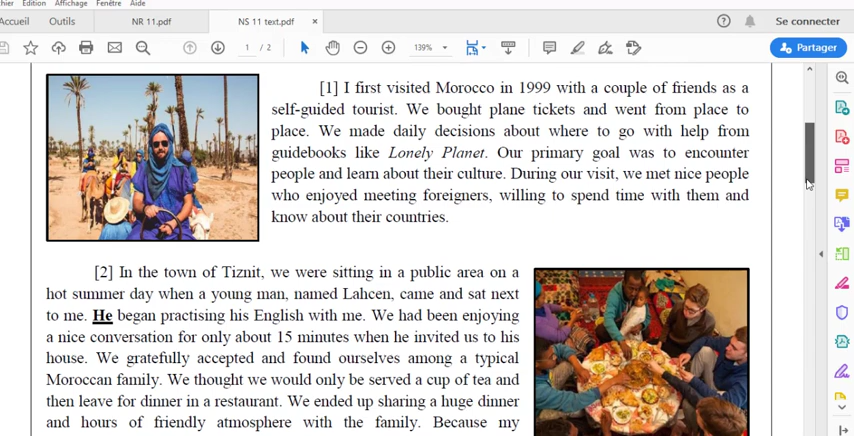 chier Edition Affichage Fenêtre Aide
Accueil Outils NR 11.pdf NS 11 text.pdf × Se connecter
1 / 2 139% Partager
[1] I first visited Morocco in 1999 with a couple of friends as a
self-guided tourist. We bought plane tickets and went from place to
place. We made daily decisions about where to go with help from
guidebooks like Lonely Planet. Our primary goal was to encounter
people and learn about their culture. During our visit, we met nice people
who enjoyed meeting foreigners, willing to spend time with them and
know about their countries.
[2] In the town of Tiznit, we were sitting in a public area on a
hot summer day when a young man, named Lahcen, came and sat next
to me. He began practising his English with me. We had been enjoying
a nice conversation for only about 15 minutes when he invited us to his
house. We gratefully accepted and found ourselves among a typical
Moroccan family. We thought we would only be served a cup of tea and
then leave for dinner in a restaurant. We ended up sharing a huge dinner
and hours of friendly atmosphere with the family. Because my